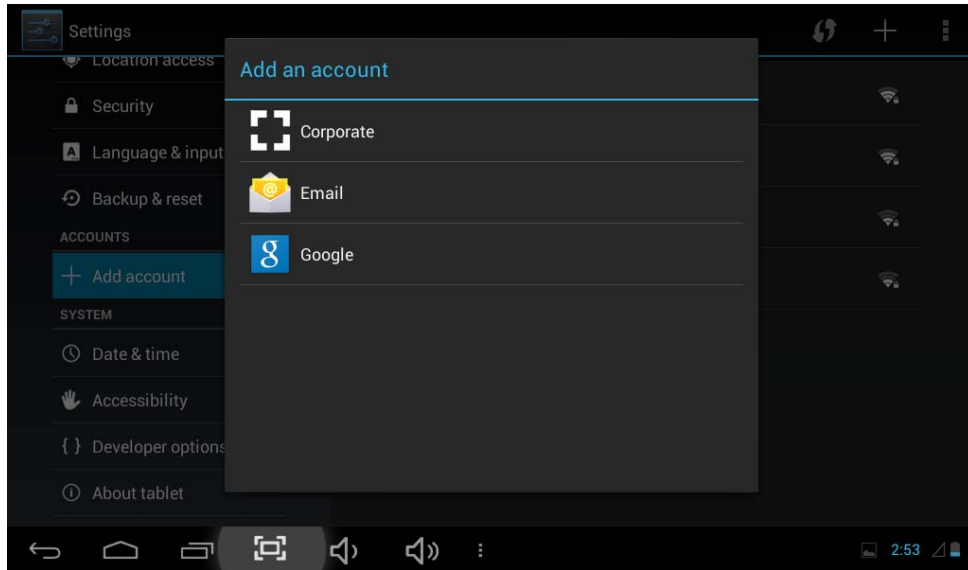 Settings
Location access
Security
Language & input
Backup & reset
ACCOUNTS
Add account
SYSTEM
Date & time
Accessibility
{ } Developer options
About tablet
Add an account
Corporate
Email
Google
2:53